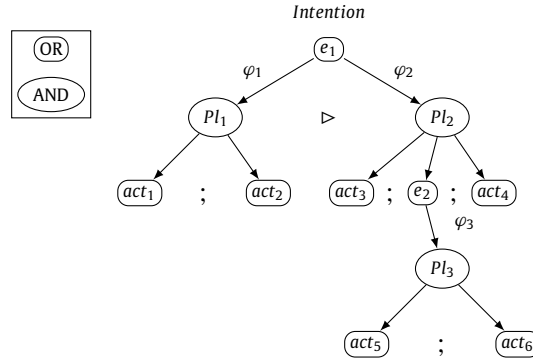 Intention
OR
AND
e₁
φ₁
φ₂
Pl₁
▷
Pl₂
act₁ ; act₂
act₃ ; e₂ ; act₄
φ₃
Pl₃
act₅ ; act₆